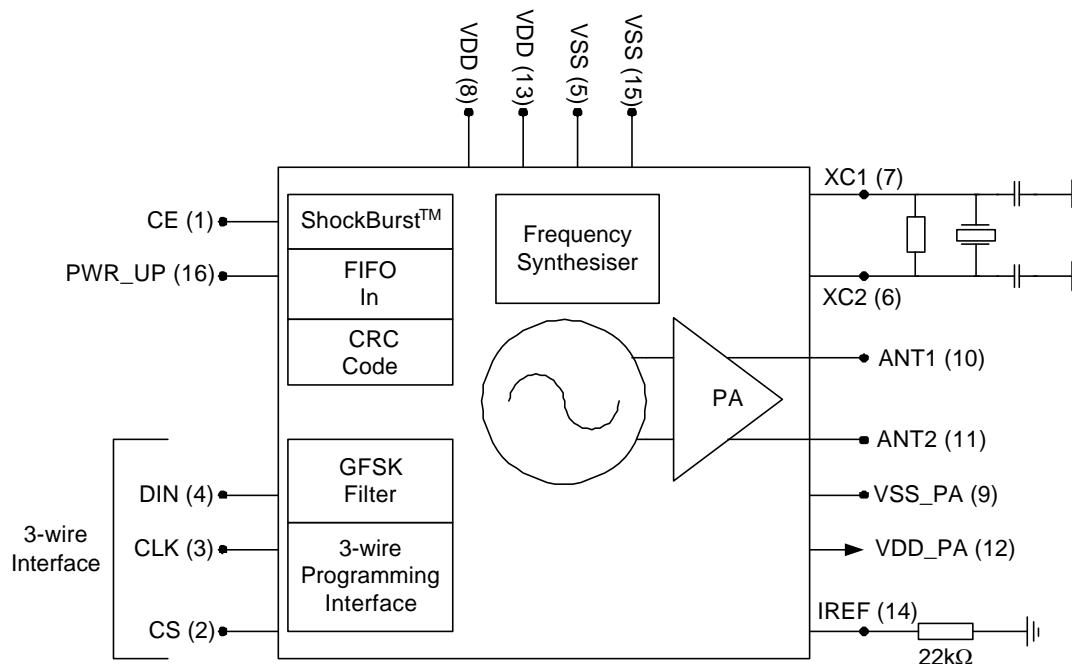 VDD (8)
VDD (13)
VSS (5)
VSS (15)
CE (1)
PWR_UP (16)
ShockBurst™
FIFO
In
CRC
Code
Frequency
Synthesiser
XC1 (7)
XC2 (6)
PA
ANT1 (10)
ANT2 (11)
VSS_PA (9)
VDD_PA (12)
IREF (14)
22kΩ
3-wire
Interface
DIN (4)
CLK (3)
CS (2)
GFSK
Filter
3-wire
Programming
Interface